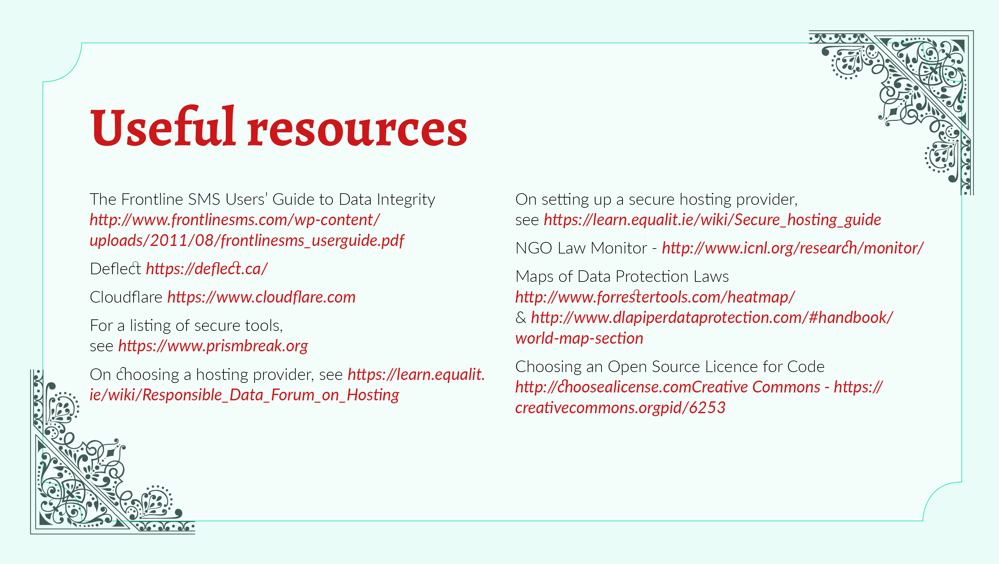 Useful resources
The Frontline SMS Users’ Guide to Data Integrity
http://www.frontlinesms.com/wp-content/
uploads/2011/08/frontlinesms_userguide.pdf
Deflect https://deflect.ca/
Cloudflare https://www.cloudflare.com
For a listing of secure tools,
see https://www.prismbreak.org
On choosing a hosting provider, see https://learn.equalit.
ie/wiki/Responsible_Data_Forum_on_Hosting
On setting up a secure hosting provider,
see https://learn.equalit.ie/wiki/Secure_hosting_guide
NGO Law Monitor - http://www.icnl.org/research/monitor/
Maps of Data Protection Laws
http://www.forrestertools.com/heatmap/
& http://www.dlapiperdataprotection.com/#handbook/
world-map-section
Choosing an Open Source Licence for Code
http://choosealicense.comCreative Commons - https://
creativecommons.orgpid/6253